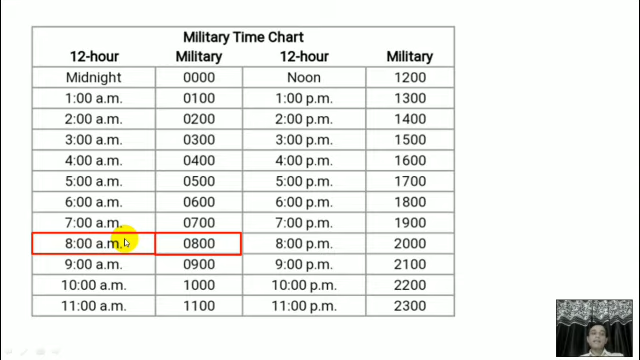 Military Time Chart
12-hour Military 12-hour Military
Midnight 0000 Noon 1200
1:00 a.m. 0100 1:00 p.m. 1300
2:00 a.m. 0200 2:00 p.m. 1400
3:00 a.m. 0300 3:00 p.m. 1500
4:00 a.m. 0400 4:00 p.m. 1600
5:00 a.m. 0500 5:00 p.m. 1700
6:00 a.m. 0600 6:00 p.m. 1800
7:00 a.m. 0700 7:00 p.m. 1900
8:00 a.m. 0800 8:00 p.m. 2000
9:00 a.m. 0900 9:00 p.m. 2100
10:00 a.m. 1000 10:00 p.m. 2200
11:00 a.m. 1100 11:00 p.m. 2300